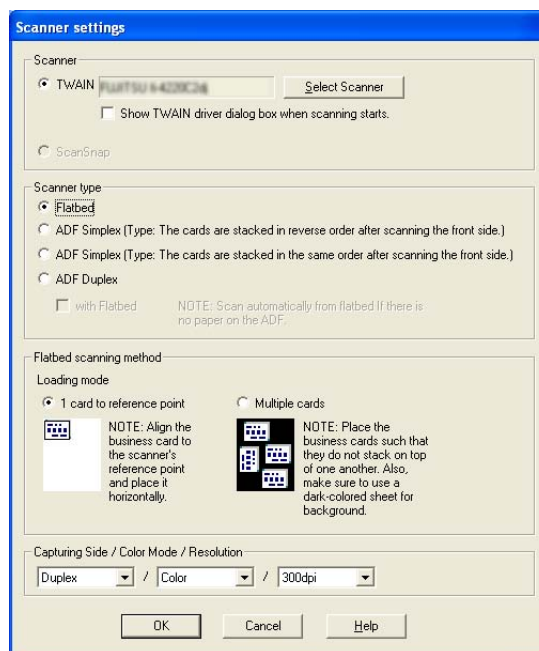 Scanner settings
Scanner
TWAIN
Select Scanner
Show TWAIN driver dialog box when scanning starts.
ScanSnap
Scanner type
Flatbed
ADF Simplex (Type: The cards are stacked in reverse order after scanning the front side.)
ADF Simplex (Type: The cards are stacked in the same order after scanning the front side.)
ADF Duplex
with Flatbed NOTE: Scan automatically from flatbed If there is
no paper on the ADF.
Flatbed scanning method
Loading mode
1 card to reference point
NOTE: Align the
business card to
the scanner's
reference point
and place it
horizontally.
Multiple cards
NOTE: Place the
business cards such that
they do not stack on top
of one another. Also,
make sure to use a
dark-colored sheet for
background.
Capturing Side / Color Mode / Resolution
Duplex / Color / 300dpi
OK Cancel Help